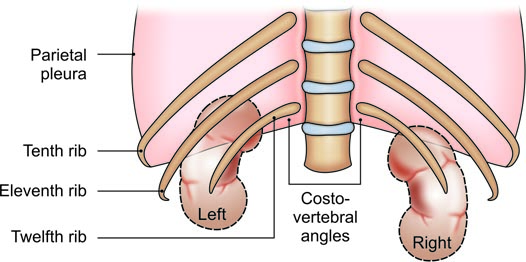 Parietal
pleura
Tenth rib
Eleventh rib
Twelfth rib
Left
Costo-
vertebral
angles
Right